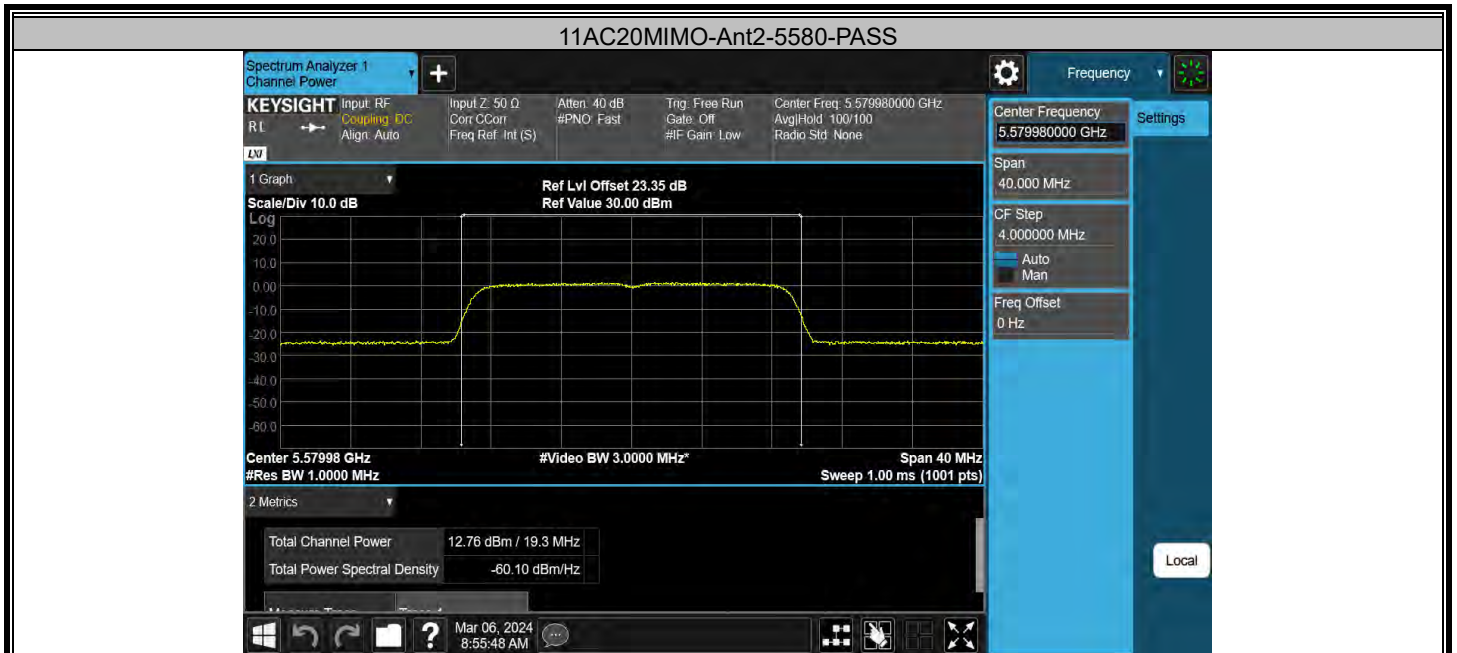 11AC20MIMO-Ant2-5580-PASS
Spectrum Analyzer 1
Channel Power
+
Frequency
KEYSIGHT
RL
LXI
Input: RF
Coupling: DC
Align: Auto
Input Z: 50 Ω
Corr CCorr
Freq Ref: Int (S)
Atten: 40 dB
#PNO: Fast
Trig: Free Run
Gate: Off
#IF Gain: Low
Center Freq: 5.579980000 GHz
Avg|Hold: 100/100
Radio Std: None
Center Frequency
5.579980000 GHz
Settings
Span
40.000 MHz
CF Step
4.000000 MHz
Auto
Man
Freq Offset
0 Hz
1 Graph
Scale/Div 10.0 dB
Ref Lvl Offset 23.35 dB
Ref Value 30.00 dBm
Log
20.0
10.0
0.00
-10.0
-20.0
-30.0
-40.0
-50.0
-60.0
Center 5.57998 GHz
#Video BW 3.0000 MHz*
Span 40 MHz
#Res BW 1.0000 MHz
Sweep 1.00 ms (1001 pts)
2 Metrics
Total Channel Power 12.76 dBm / 19.3 MHz
Total Power Spectral Density -60.10 dBm/Hz
Local
?
Mar 06, 2024
8:55:48 AM